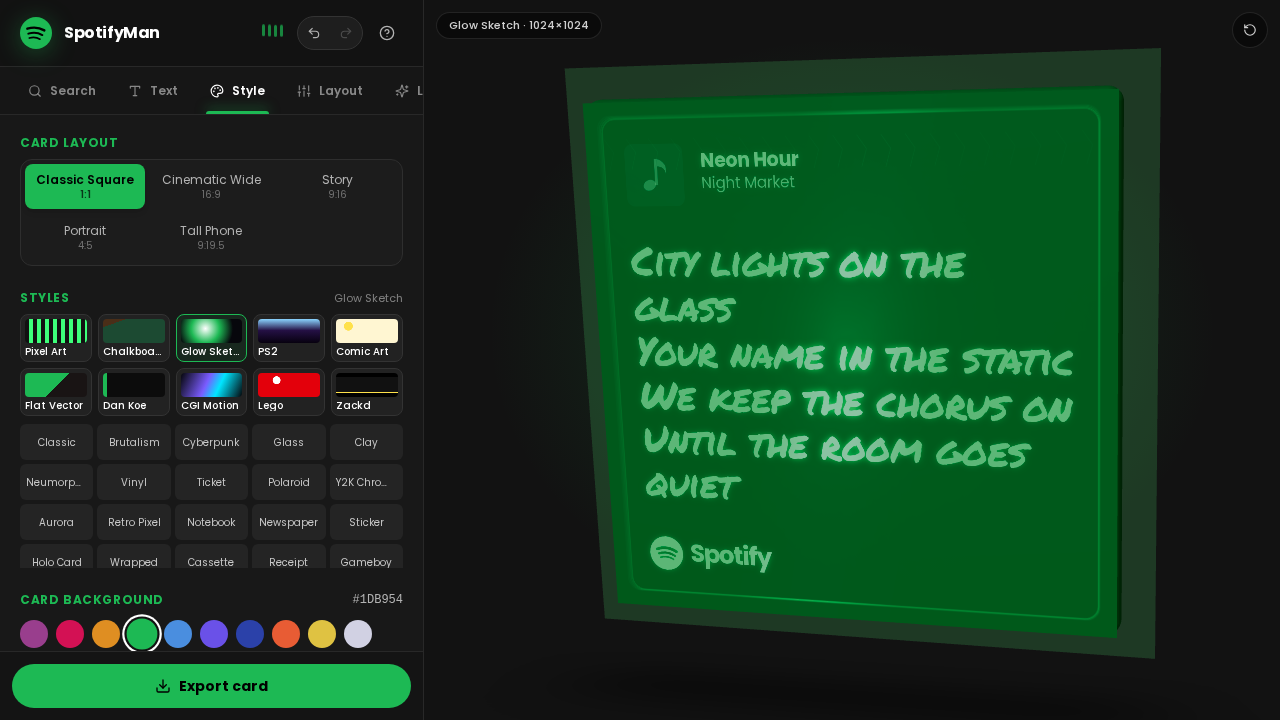 SpotifyMan
Glow Sketch · 1024×1024
Search
Text
Style
Layout
L
CARD LAYOUT
Classic Square
1:1
Cinematic Wide
16:9
Story
9:16
Portrait
4:5
Tall Phone
9:19.5
STYLES
Glow Sketch
Pixel Art
Chalkboa...
Glow Sket...
PS2
Comic Art
Flat Vector
Dan Koe
CGI Motion
Lego
Zackd
Classic
Brutalism
Cyberpunk
Glass
Clay
Neumorp...
Vinyl
Ticket
Polaroid
Y2K Chro...
Aurora
Retro Pixel
Notebook
Newspaper
Sticker
Holo Card
Wrapped
Cassette
Receipt
Gameboy
CARD BACKGROUND
#1DB954
Export card
Neon Hour
Night Market
City lights on the
glass
Your name in the static
We keep the chorus on
Until the room goes
quiet
Spotify